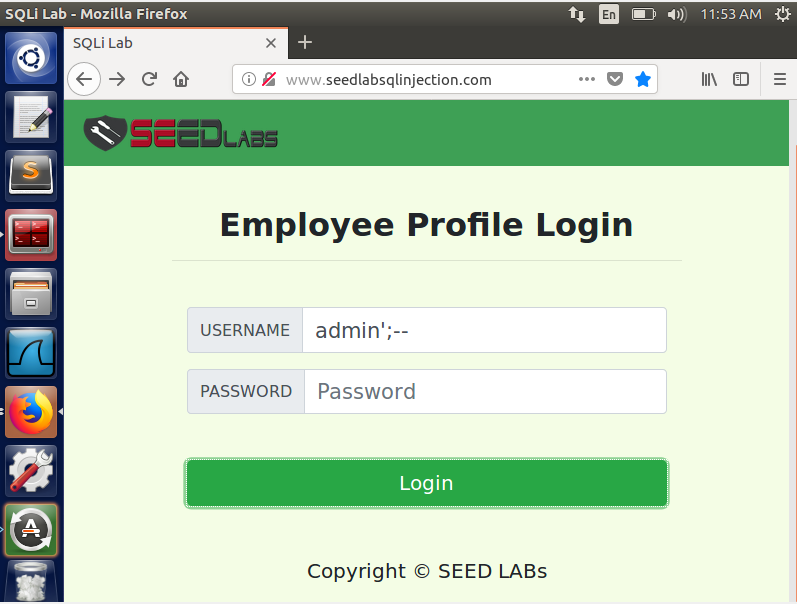 SQLi Lab - Mozilla Firefox
En
11:53 AM
SQLi Lab
www.seedlabsqlinjection.com
SEEDLABS
Employee Profile Login
USERNAME admin';--
PASSWORD Password
Login
Copyright © SEED LABs